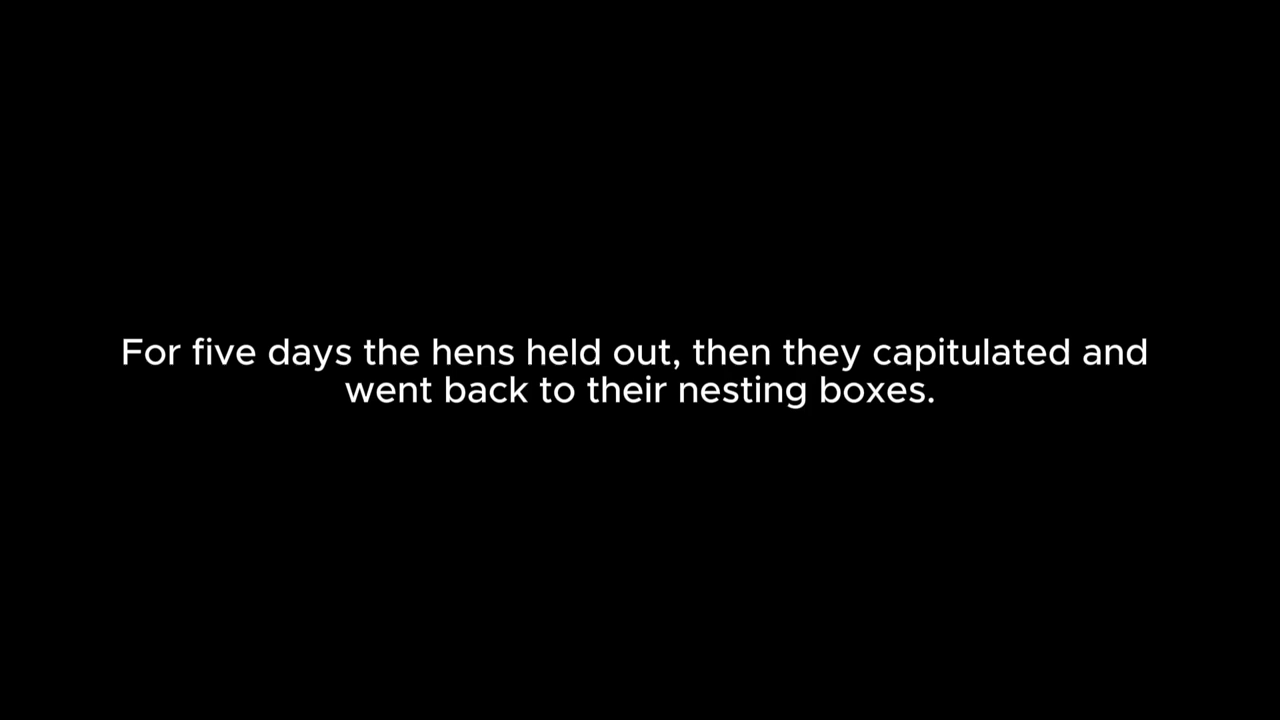 For five days the hens held out, then they capitulated and
went back to their nesting boxes.